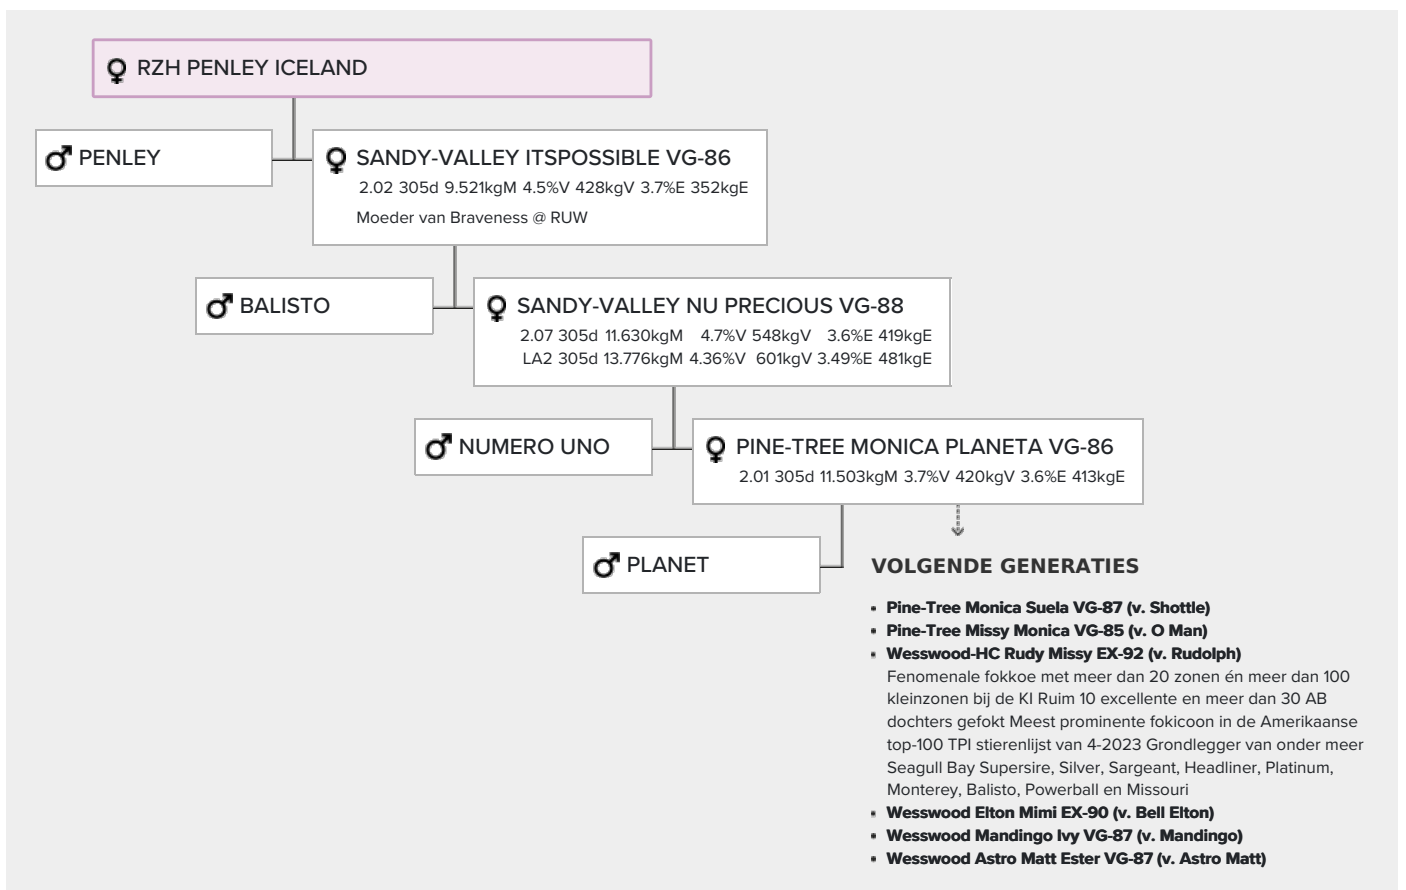 RZH PENLEY ICELAND
PENLEY
SANDY-VALLEY ITSPOSSIBLE VG-86
2.02 305d 9.521kgM 4.5%V 428kgV 3.7%E 352kgE
Moeder van Braveness @ RUW
BALISTO
SANDY-VALLEY NU PRECIOUS VG-88
2.07 305d 11.630kgM 4.7%V 548kgV 3.6%E 419kgE
LA2 305d 13.776kgM 4.36%V 601kgV 3.49%E 481kgE
NUMERO UNO
PINE-TREE MONICA PLANETA VG-86
2.01 305d 11.503kgM 3.7%V 420kgV 3.6%E 413kgE
PLANET
VOLGENDE GENERATIES
• Pine-Tree Monica Suela VG-87 (v. Shottle)
• Pine-Tree Missy Monica VG-85 (v. O Man)
• Wesswood-HC Rudy Missy EX-92 (v. Rudolph)
Fenomenale fokkoe met meer dan 20 zonen én meer dan 100
kleinzonen bij de KI Ruim 10 excellente en meer dan 30 AB
dochters gefokt Meest prominente fokicoon in de Amerikaanse
top-100 TPI stierenlijst van 4-2023 Grondlegger van onder meer
Seagull Bay Supersire, Silver, Sargeant, Headliner, Platinum,
Monterey, Balisto, Powerball en Missouri
• Wesswood Elton Mimi EX-90 (v. Bell Elton)
• Wesswood Mandingo Ivy VG-87 (v. Mandingo)
• Wesswood Astro Matt Ester VG-87 (v. Astro Matt)